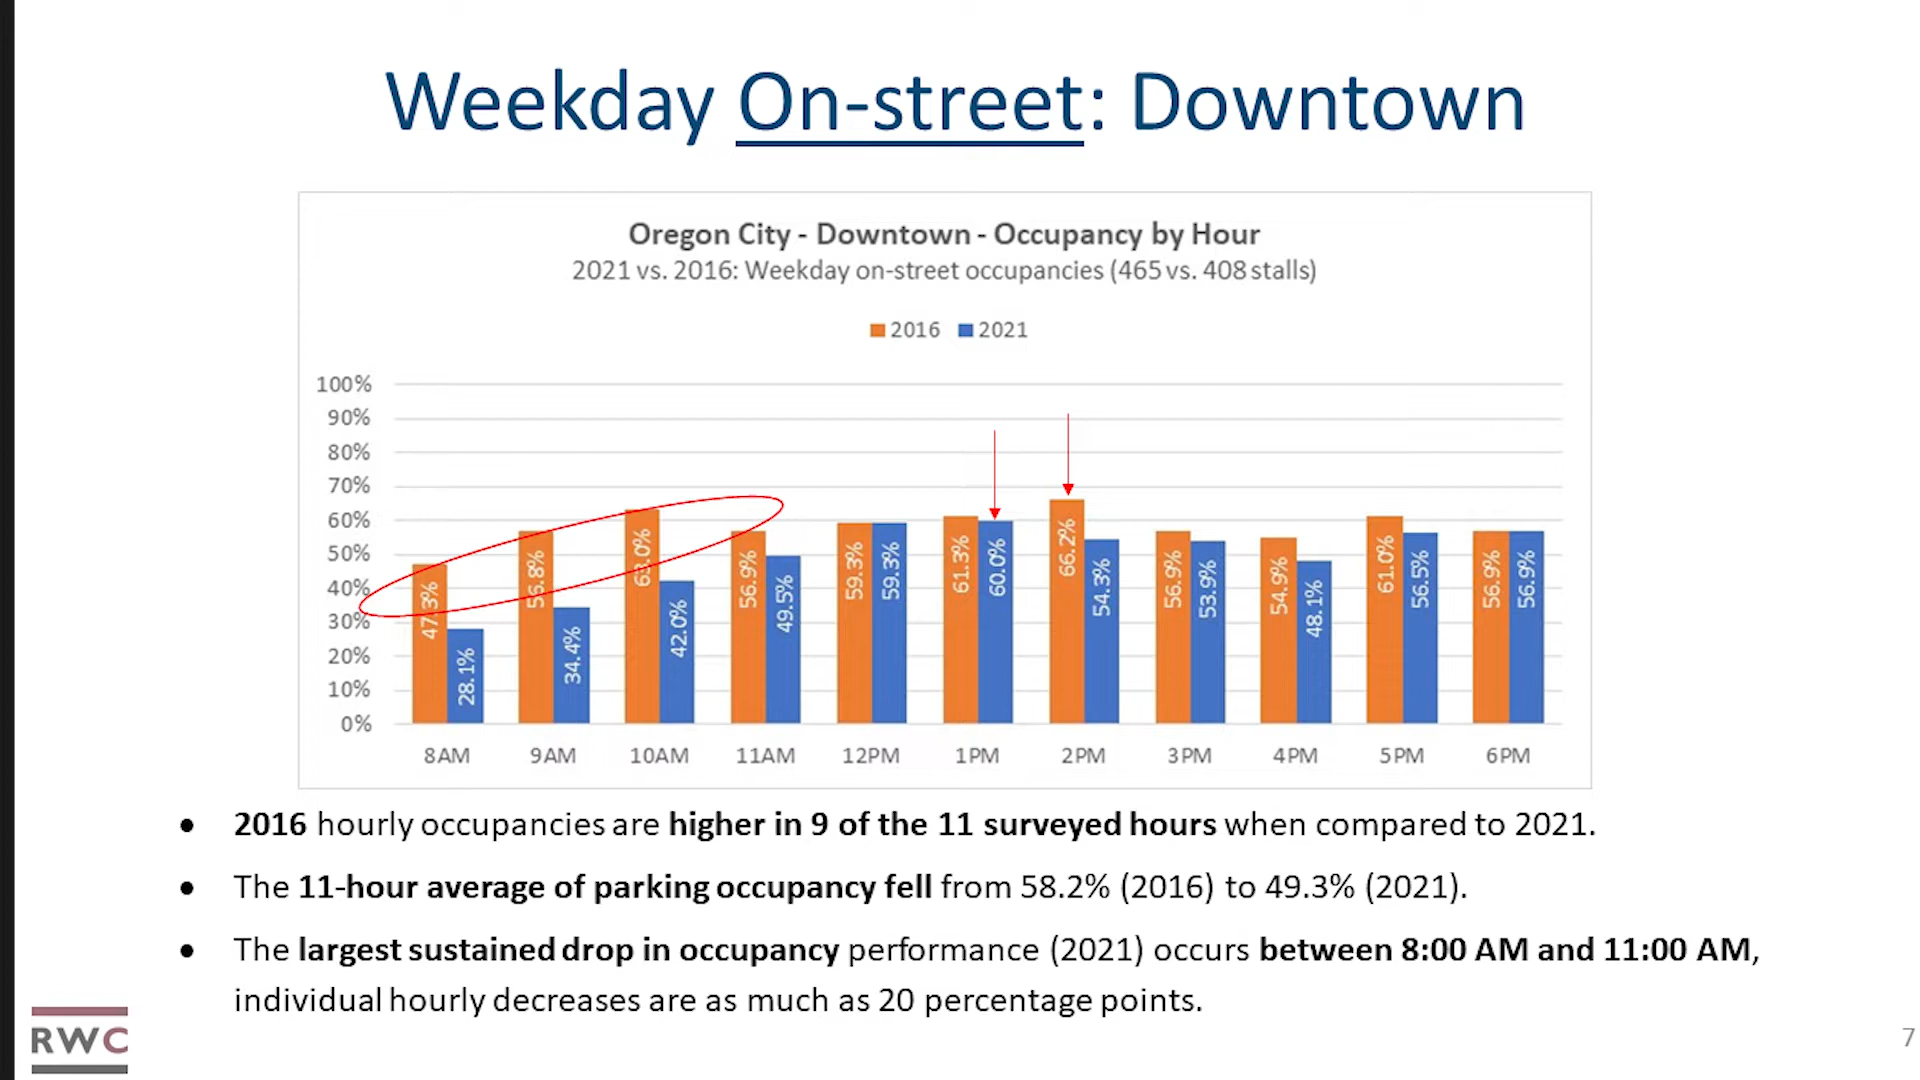 Weekday On-street: Downtown
Oregon City - Downtown - Occupancy by Hour
2021 vs. 2016: Weekday on-street occupancies (465 vs. 408 stalls)
2016 2021
100%
90%
80%
70%
60%
50%
40%
30%
20%
10%
0%
47.3% 28.1% 56.8% 34.4% 63.0% 42.0% 56.9% 49.5% 59.3% 59.3% 61.3% 60.0% 66.2% 54.3% 56.9% 53.9% 54.9% 48.1% 61.0% 56.5% 56.9% 56.9%
8AM 9AM 10AM 11AM 12PM 1PM 2PM 3PM 4PM 5PM 6PM
• 2016 hourly occupancies are higher in 9 of the 11 surveyed hours when compared to 2021.
• The 11-hour average of parking occupancy fell from 58.2% (2016) to 49.3% (2021).
• The largest sustained drop in occupancy performance (2021) occurs between 8:00 AM and 11:00 AM,
individual hourly decreases are as much as 20 percentage points.
RWC
7